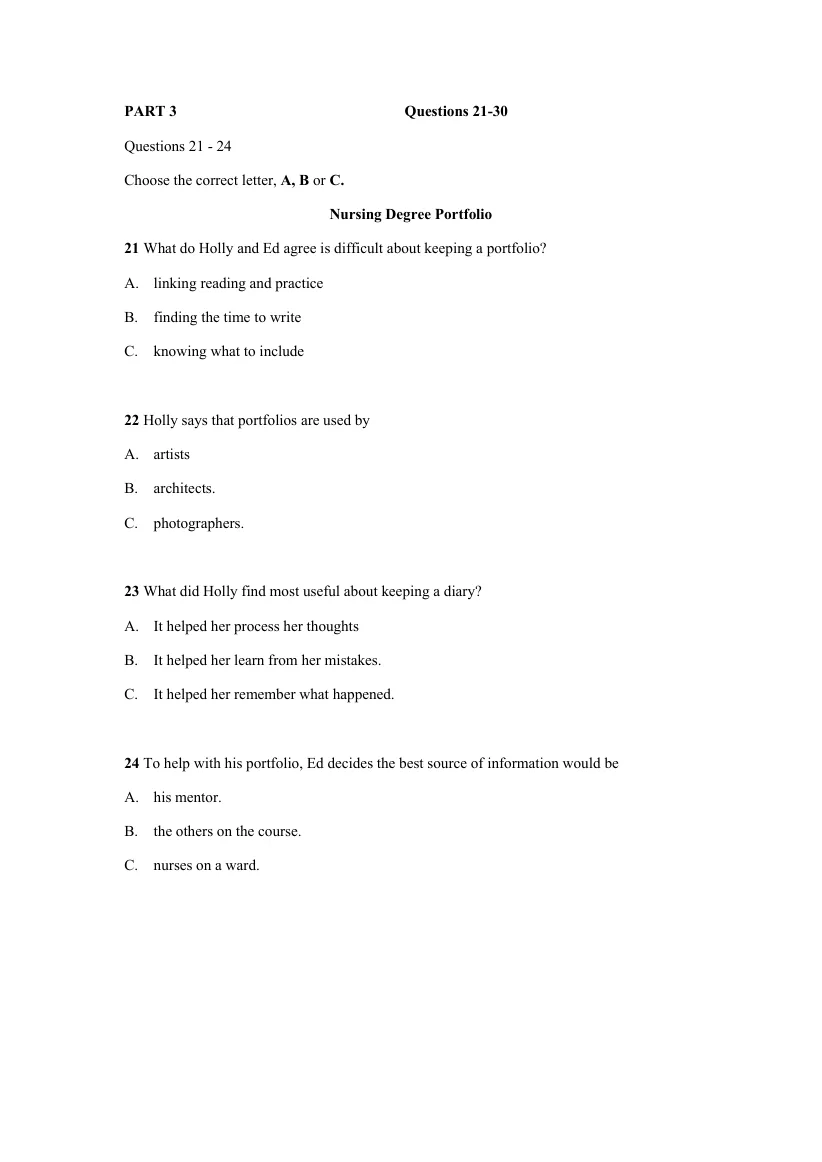 PART 3 Questions 21-30
Questions 21 - 24
Choose the correct letter, A, B or C.
Nursing Degree Portfolio
21 What do Holly and Ed agree is difficult about keeping a portfolio?
A. linking reading and practice
B. finding the time to write
C. knowing what to include
22 Holly says that portfolios are used by
A. artists
B. architects.
C. photographers.
23 What did Holly find most useful about keeping a diary?
A. It helped her process her thoughts
B. It helped her learn from her mistakes.
C. It helped her remember what happened.
24 To help with his portfolio, Ed decides the best source of information would be
A. his mentor.
B. the others on the course.
C. nurses on a ward.